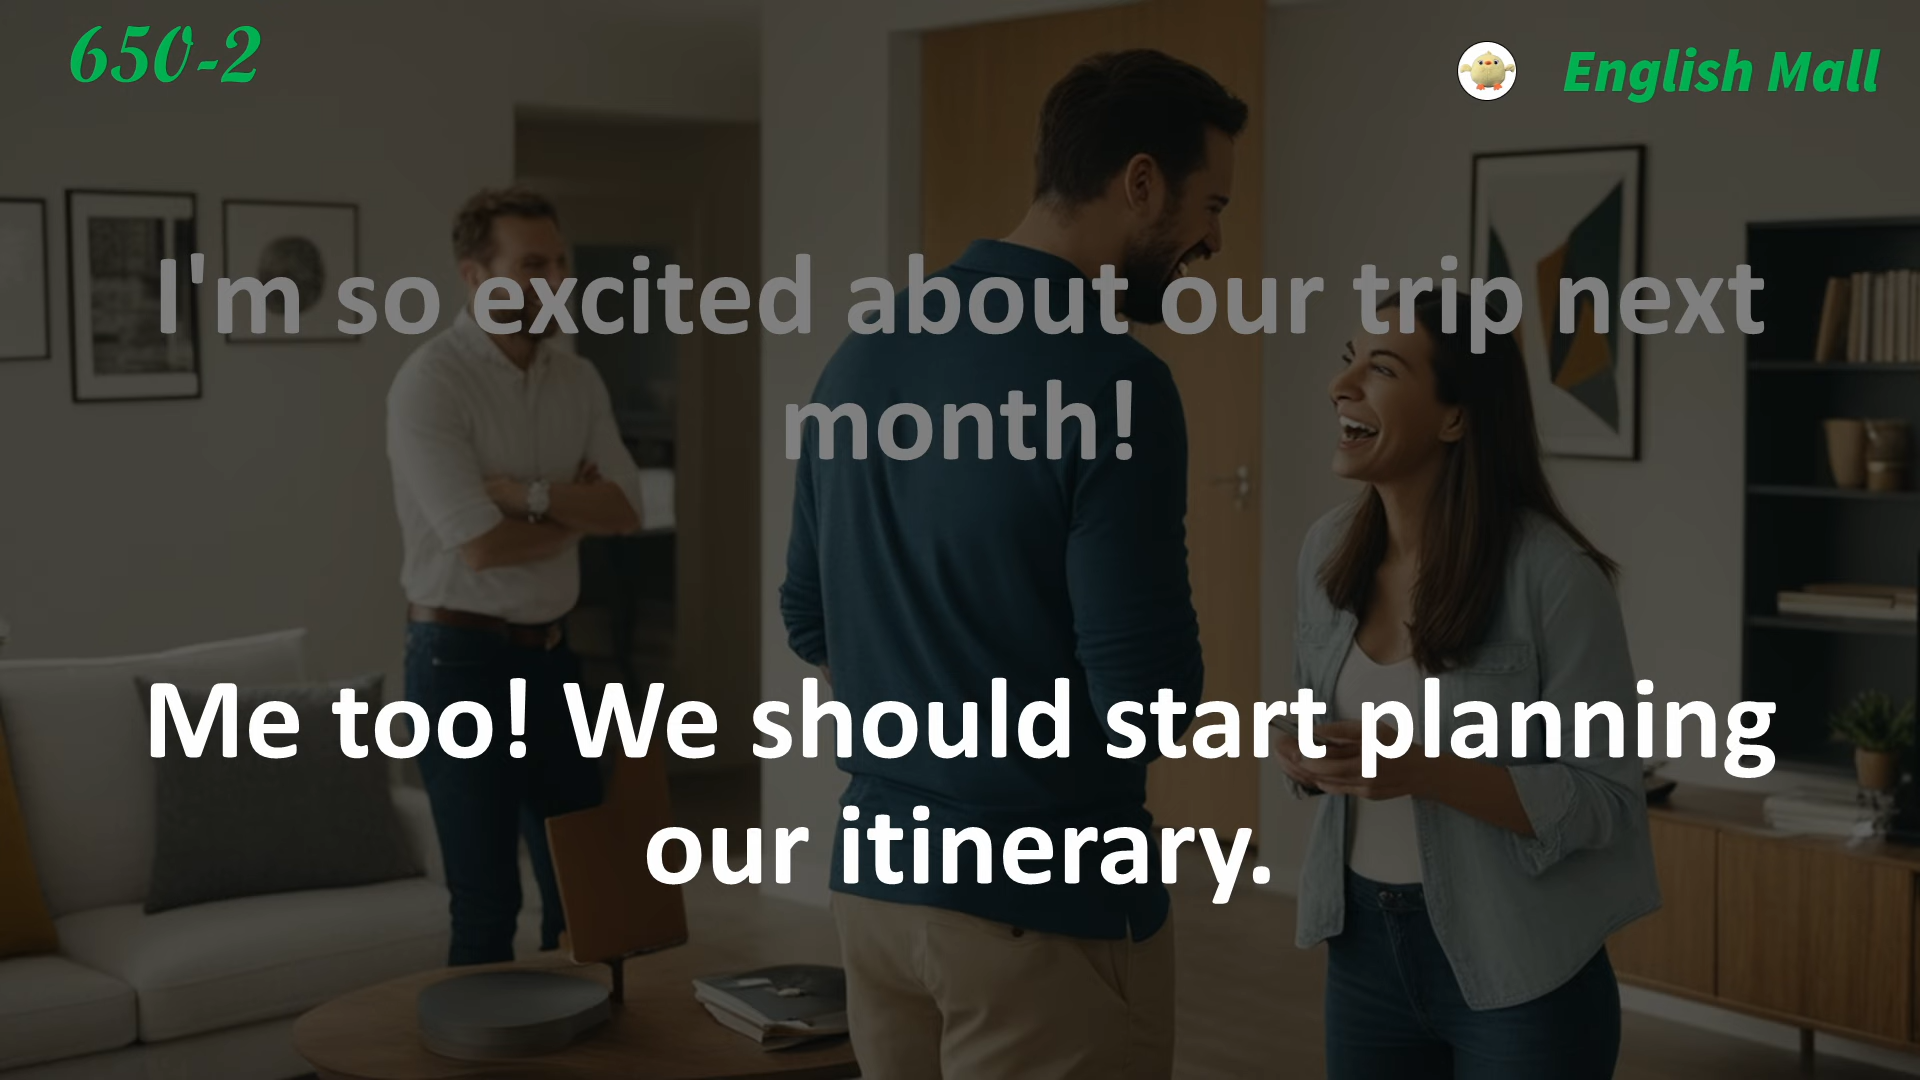 650-2
English Mall
I'm so excited about our trip next
month!
Me too! We should start planning
our itinerary.